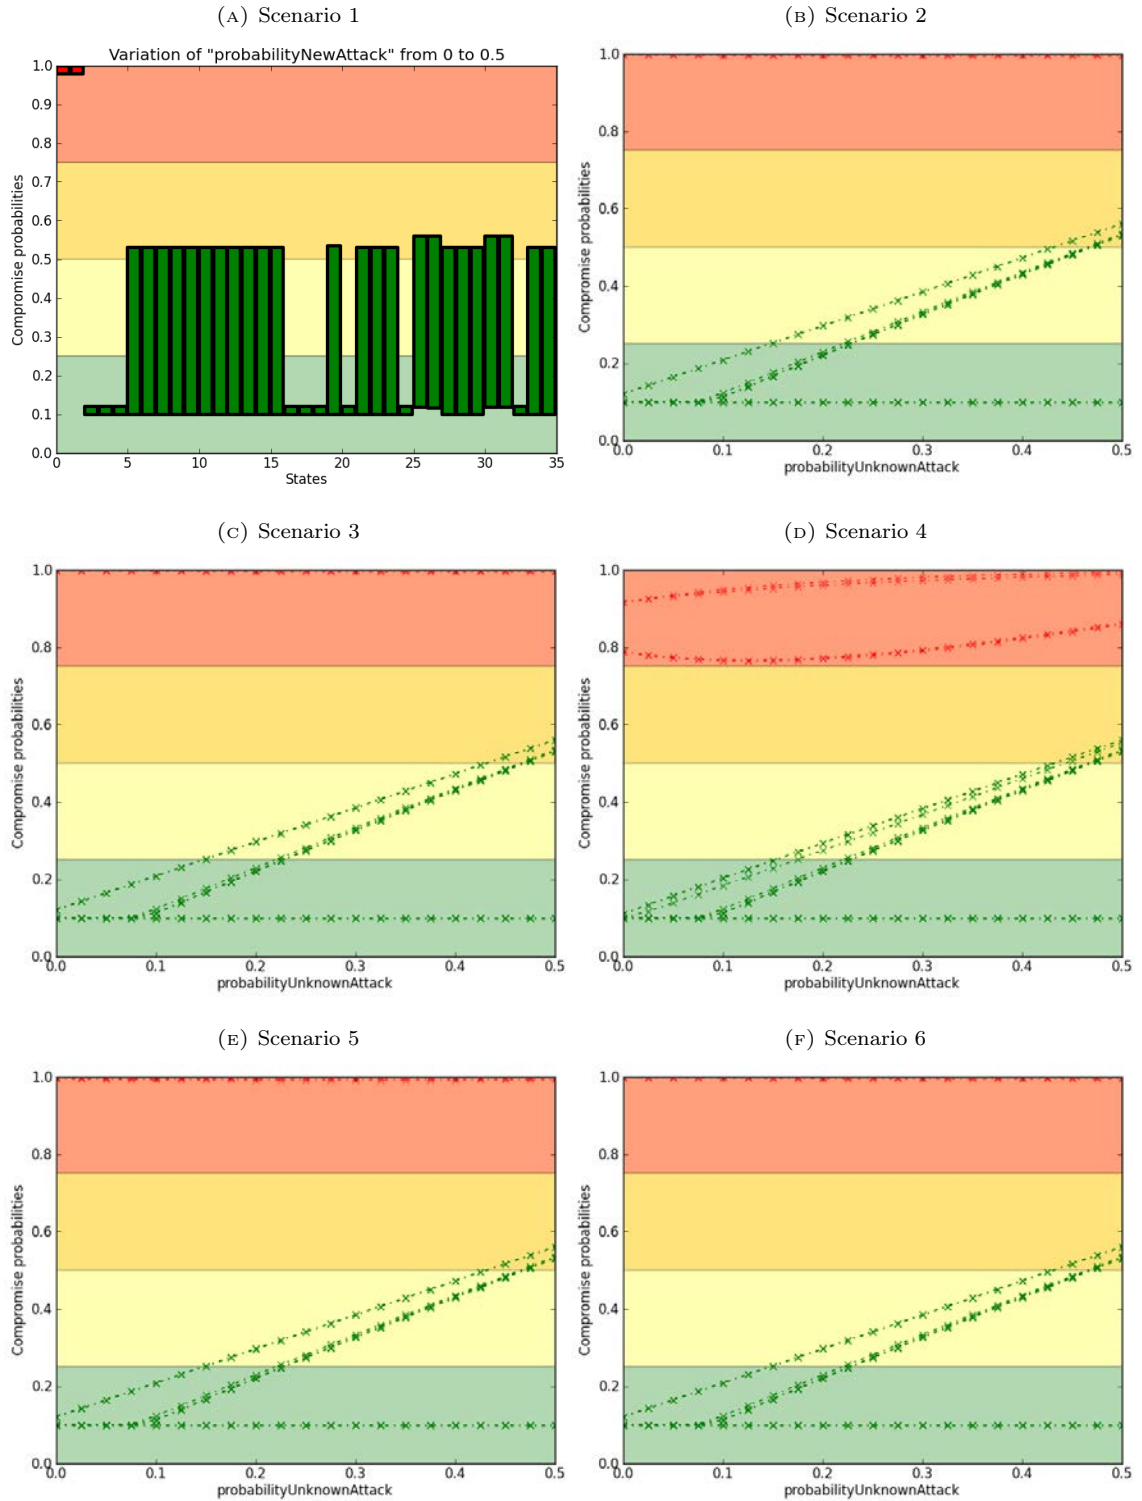 (A) Scenario 1
(B) Scenario 2
Variation of "probabilityNewAttack" from 0 to 0.5
Compromise probabilities
1.0
0.9
0.8
0.7
0.6
0.5
0.4
0.3
0.2
0.1
0.0
0 5 10 15 20 25 30 35
States
Compromise probabilities
1.0
0.8
0.6
0.4
0.2
0.0
0.0 0.1 0.2 0.3 0.4 0.5
probabilityUnknownAttack
(C) Scenario 3
(D) Scenario 4
Compromise probabilities
1.0
0.8
0.6
0.4
0.2
0.0
0.0 0.1 0.2 0.3 0.4 0.5
probabilityUnknownAttack
Compromise probabilities
1.0
0.8
0.6
0.4
0.2
0.0
0.0 0.1 0.2 0.3 0.4 0.5
probabilityUnknownAttack
(E) Scenario 5
(F) Scenario 6
Compromise probabilities
1.0
0.8
0.6
0.4
0.2
0.0
0.0 0.1 0.2 0.3 0.4 0.5
probabilityUnknownAttack
Compromise probabilities
1.0
0.8
0.6
0.4
0.2
0.0
0.0 0.1 0.2 0.3 0.4 0.5
probabilityUnknownAttack